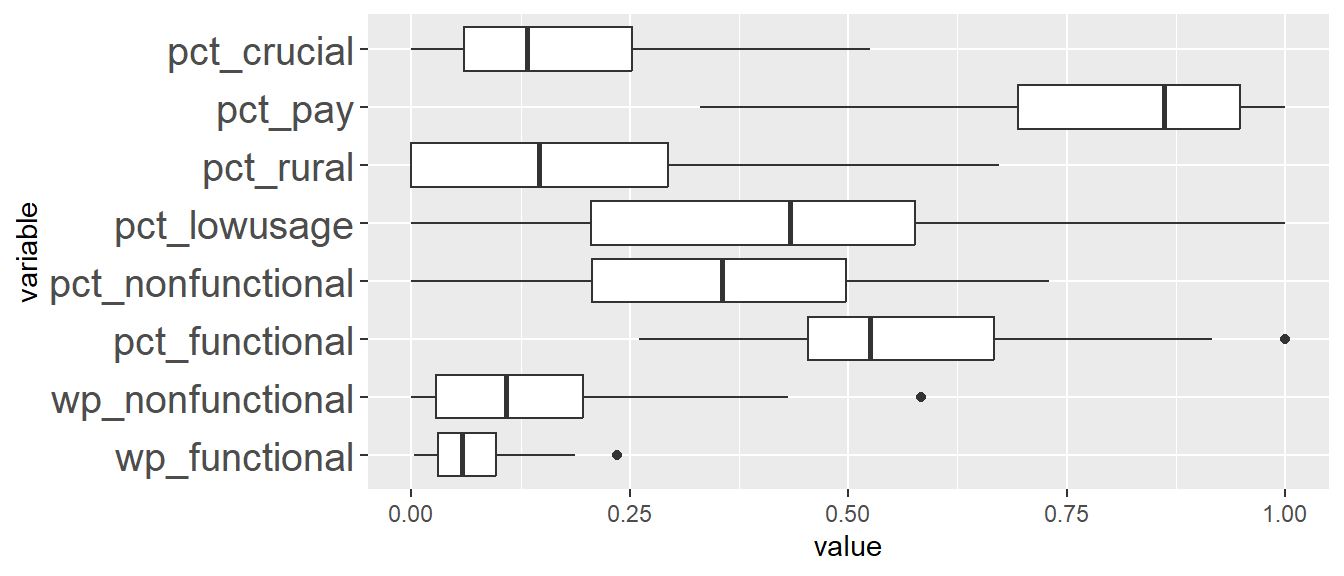 pct_crucial
pct_pay
pct_rural
pct_lowusage
pct_nonfunctional
pct_functional
wp_nonfunctional
wp_functional
variable
0.00 0.25 0.50 0.75 1.00
value